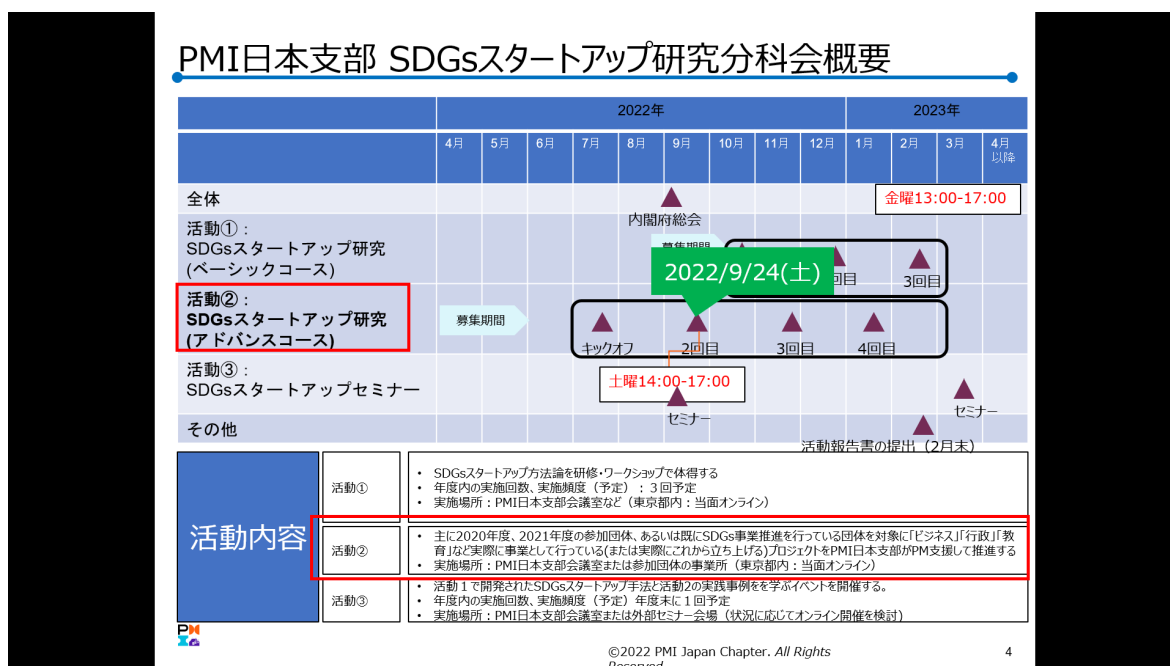 PMI日本支部 SDGsスタートアップ研究分科会概要
2022年 2023年
4月 5月 6月 7月 8月 9月 10月 11月 12月 1月 2月 3月 4月
以降
全体
内閣府総会
金曜13:00-17:00
活動①：
SDGsスタートアップ研究
(ベーシックコース)
募集期間
回目
3回目
2022/9/24(土)
活動②：
SDGsスタートアップ研究
(アドバンスコース)
募集期間
キックオフ
2回目
3回目
4回目
活動③：
SDGsスタートアップセミナー
土曜14:00-17:00
セミナー
セミナー
その他
活動報告書の提出（2月末）
活動内容
活動①
• SDGsスタートアップ方法論を研修・ワークショップで体得する
• 年度内の実施回数、実施頻度（予定）：３回予定
• 実施場所：PMI日本支部会議室など（東京都内：当面オンライン）
活動②
• 主に2020年度、2021年度の参加団体、あるいは既にSDGs事業推進を行っている団体を対象に「ビジネス」「行政」「教
育」など実際に事業として行っている(または実際にこれから立ち上げる)プロジェクトをPMI日本支部がPM支援して推進する
• 実施場所：PMI日本支部会議室または参加団体の事業所（東京都内：当面オンライン）
活動③
• 活動１で開発されたSDGsスタートアップ手法と活動2の実践事例をを学ぶイベントを開催する。
• 年度内の実施回数、実施頻度（予定）年度末に１回予定
• 実施場所：PMI日本支部会議室または外部セミナー会場（状況に応じてオンライン開催を検討）
©2022 PMI Japan Chapter. All Rights
Reserved
4